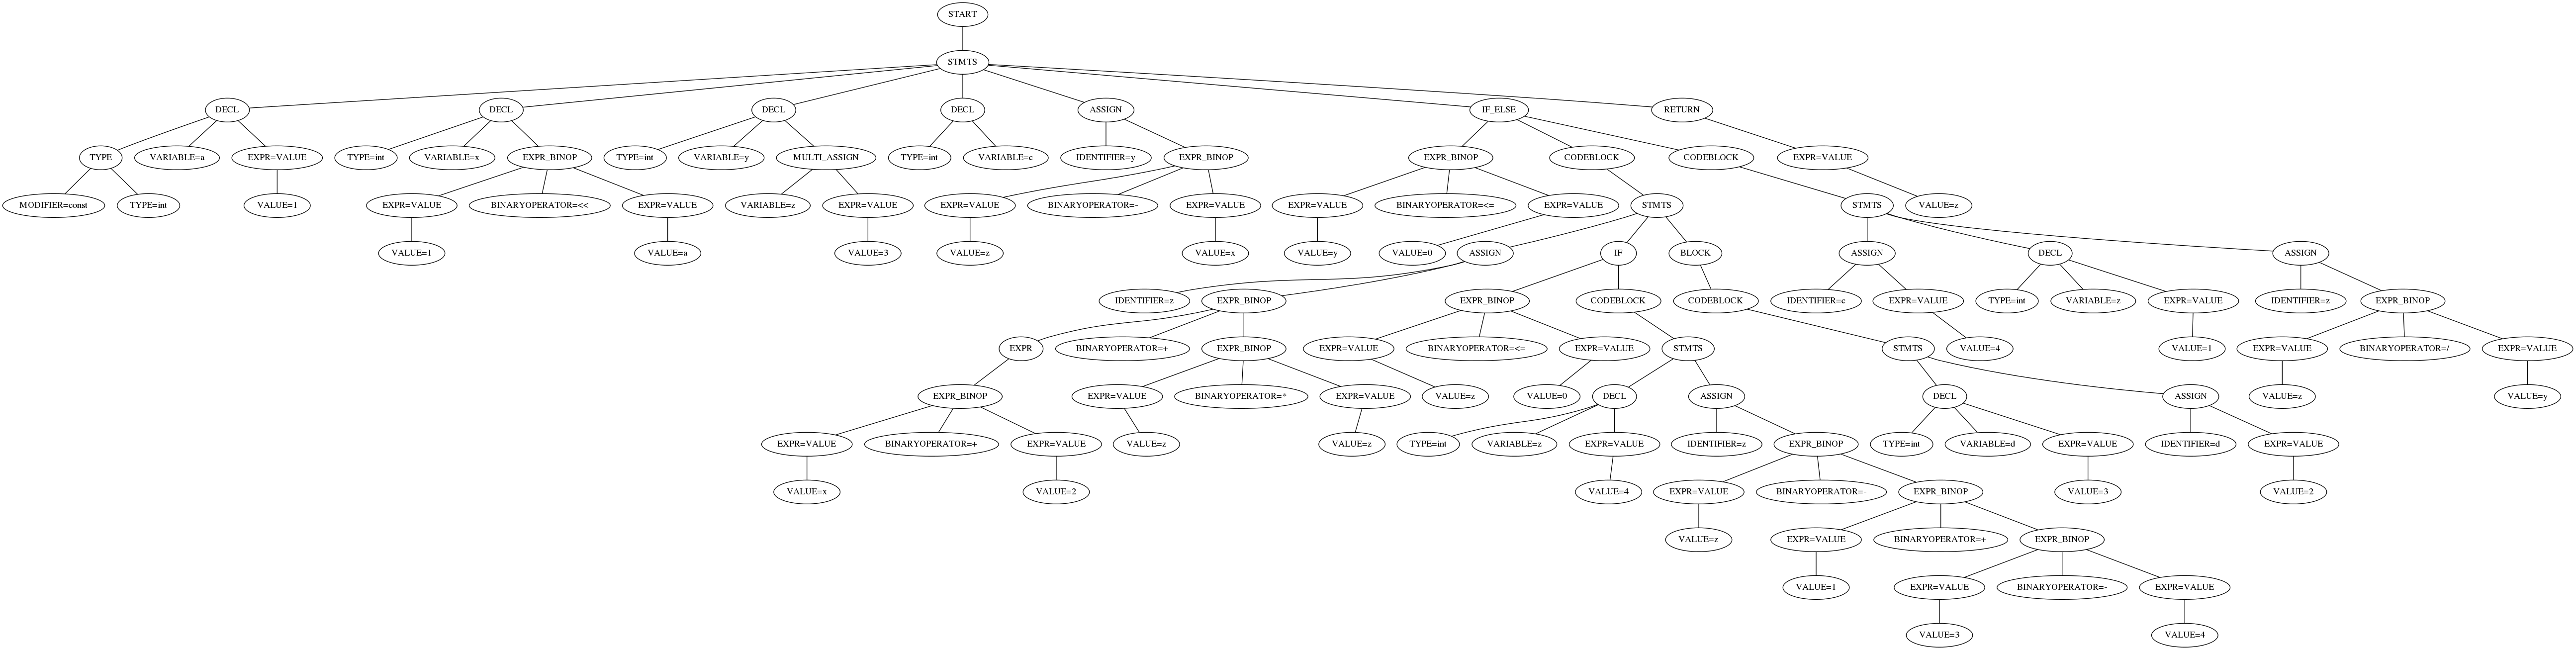 START
STMTS
DECL
DECL
DECL
DECL
ASSIGN
IF_ELSE
RETURN
TYPE
VARIABLE=a
EXPR=VALUE
TYPE=int
VARIABLE=x
EXPR_BINOP
TYPE=int
VARIABLE=y
MULTI_ASSIGN
TYPE=int
VARIABLE=c
IDENTIFIER=y
EXPR_BINOP
EXPR_BINOP
CODEBLOCK
CODEBLOCK
EXPR=VALUE
MODIFIER=const
TYPE=int
VALUE=1
EXPR=VALUE
BINARYOPERATOR=<<
EXPR=VALUE
VARIABLE=z
EXPR=VALUE
EXPR=VALUE
BINARYOPERATOR=-
EXPR=VALUE
EXPR=VALUE
BINARYOPERATOR=<=
EXPR=VALUE
STMTS
STMTS
VALUE=z
VALUE=1
VALUE=a
VALUE=3
VALUE=z
VALUE=x
VALUE=y
VALUE=0
ASSIGN
IF
BLOCK
ASSIGN
DECL
ASSIGN
IDENTIFIER=z
EXPR_BINOP
EXPR_BINOP
CODEBLOCK
CODEBLOCK
IDENTIFIER=c
EXPR=VALUE
TYPE=int
VARIABLE=z
EXPR=VALUE
IDENTIFIER=z
EXPR_BINOP
EXPR
BINARYOPERATOR=+
EXPR_BINOP
EXPR=VALUE
BINARYOPERATOR=<=
EXPR=VALUE
STMTS
STMTS
VALUE=4
VALUE=1
EXPR=VALUE
BINARYOPERATOR=/
EXPR=VALUE
EXPR_BINOP
EXPR=VALUE
BINARYOPERATOR=*
EXPR=VALUE
VALUE=z
VALUE=0
DECL
ASSIGN
DECL
ASSIGN
VALUE=z
VALUE=y
EXPR=VALUE
BINARYOPERATOR=+
EXPR=VALUE
VALUE=z
VALUE=z
TYPE=int
VARIABLE=z
EXPR=VALUE
IDENTIFIER=z
EXPR_BINOP
TYPE=int
VARIABLE=d
EXPR=VALUE
IDENTIFIER=d
EXPR=VALUE
VALUE=x
VALUE=2
VALUE=4
EXPR=VALUE
BINARYOPERATOR=-
EXPR_BINOP
VALUE=3
VALUE=2
VALUE=z
EXPR=VALUE
BINARYOPERATOR=+
EXPR_BINOP
VALUE=1
EXPR=VALUE
BINARYOPERATOR=-
EXPR=VALUE
VALUE=3
VALUE=4